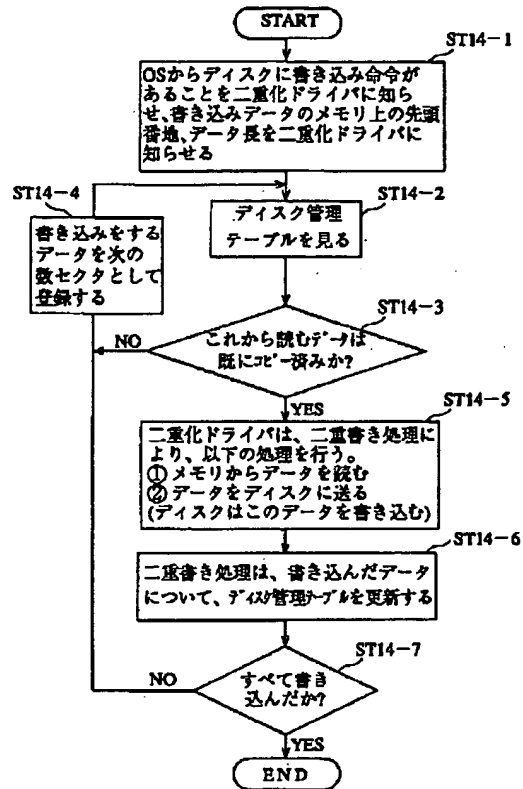 START
ST14-1
OSからディスクに書き込み命令が
あることを二重化ドライバに知ら
せ、書き込みデータのメモリ上の先頭
番地、データ長を二重化ドライバに
知らせる
ST14-4
書き込みをする
データを次の
数セクタとして
登録する
ST14-2
ディスク管理
テーブルを見る
ST14-3
これから読むデータは
既にコピー済みか?
NO
YES
ST14-5
二重化ドライバは、二重書き処理に
より、以下の処理を行う。
①メモリからデータを読む
②データをディスクに送る
(ディスクはこのデータを書き込む)
ST14-6
二重書き処理は、書き込んだデータ
について、ディスク管理テーブルを更新する
ST14-7
すべて書き
込んだか?
NO
YES
END